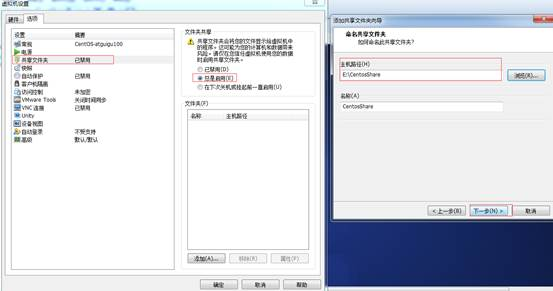 虚拟机设置
硬件 选项
设置 摘要
常规 CentOS-atguigu100
电源
共享文件夹 已禁用
快照
自动保护 已禁用
客户机隔离
访问控制 未加密
VMware Tools 关闭时间同步
VNC 连接 已禁用
Unity
设备视图
自动登录 不受支持
高级 默认/默认
文件夹共享
共享文件夹会将您的文件显示给虚拟机中
的程序。这可能为您的计算机和数据带来
风险。请仅在您信任虚拟机使用您的数据
时启用共享文件夹。
已禁用(D)
总是启用(E)
在下次关机或挂起前一直启用(U)
文件夹(F)
名称 主机路径
添加(A)... 移除(R) 属性(P)
确定 取消 帮助
添加共享文件夹向导
命名共享文件夹
如何命名此共享文件夹?
主机路径(H)
E:\CentosShare
浏览(R)...
名称(A)
CentosShare
< 上一步(B) 下一步(N) > 取消